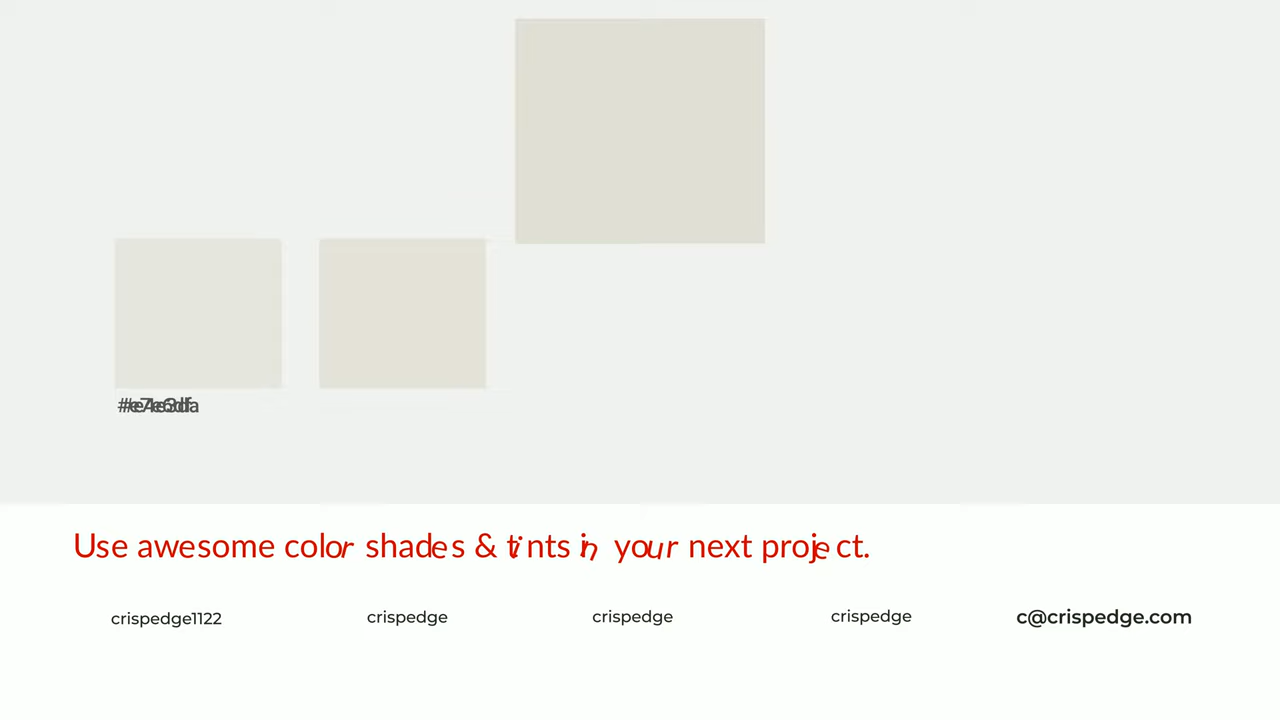 Use awesome color shades & tints in your next project.
crispedge1122 crispedge crispedge crispedge c@crispedge.com